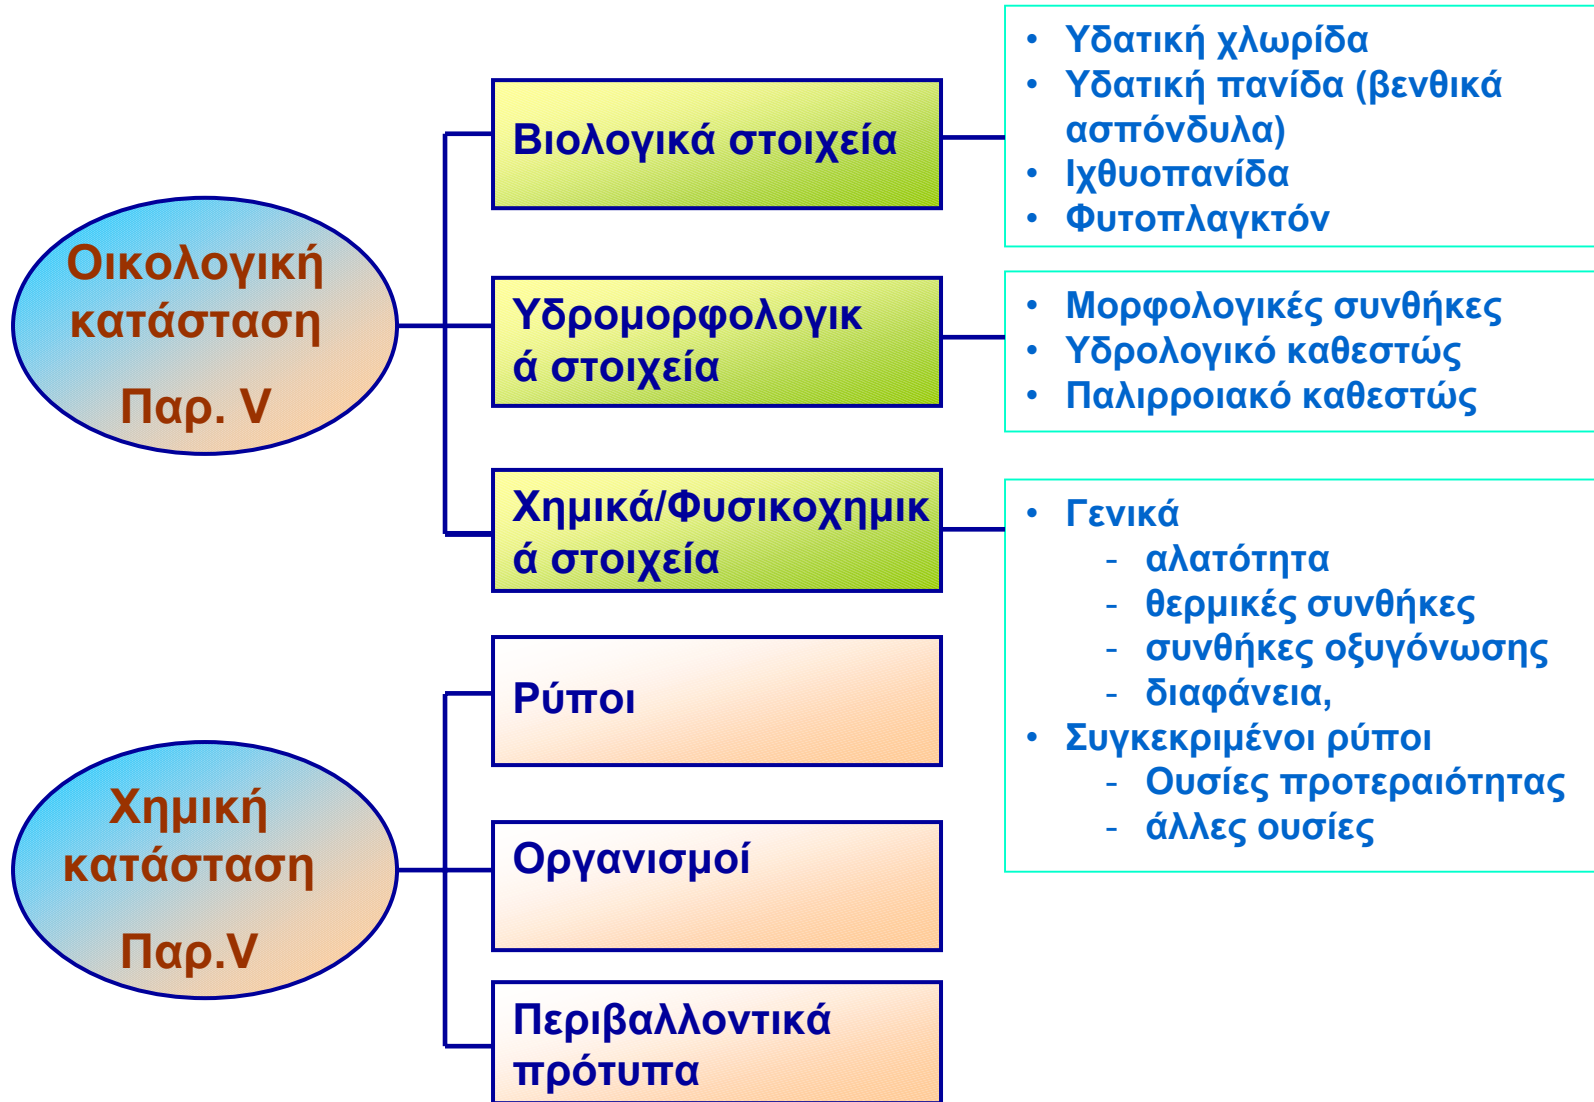 Οικολογική
κατάσταση
Παρ. V
Βιολογικά στοιχεία
• Υδατική χλωρίδα
• Υδατική πανίδα (βενθικά
ασπόνδυλα)
• Ιχθυοπανίδα
• Φυτοπλαγκτόν
Υδρομορφολογικ
ά στοιχεία
• Μορφολογικές συνθήκες
• Υδρολογικό καθεστώς
• Παλιρροιακό καθεστώς
Χημικά/Φυσικοχημικ
ά στοιχεία
• Γενικά
- αλατότητα
- θερμικές συνθήκες
- συνθήκες οξυγόνωσης
- διαφάνεια,
• Συγκεκριμένοι ρύποι
- Ουσίες προτεραιότητας
- άλλες ουσίες
Χημική
κατάσταση
Παρ.V
Ρύποι
Οργανισμοί
Περιβαλλοντικά
πρότυπα